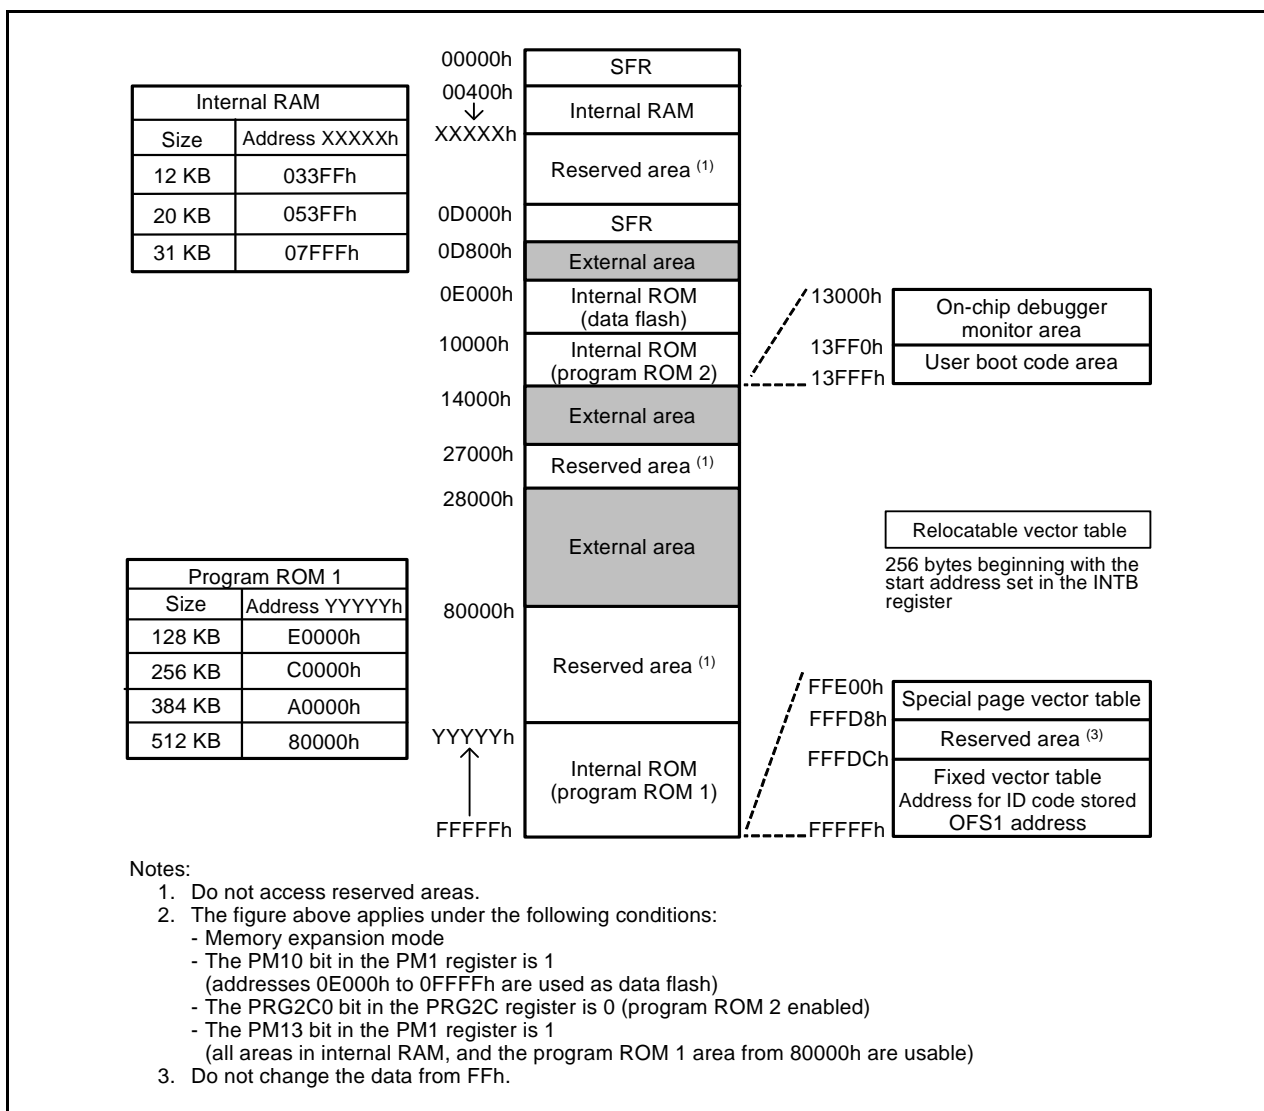 00000h
SFR
00400h
Internal RAM
XXXXXh
Reserved area (1)
0D000h
SFR
0D800h
External area
0E000h
Internal ROM
(data flash)
10000h
Internal ROM
(program ROM 2)
14000h
External area
27000h
Reserved area (1)
28000h
External area
80000h
Reserved area (1)
YYYYYh
Internal ROM
(program ROM 1)
FFFFFh
Internal RAM
Size Address XXXXXh
12 KB 033FFh
20 KB 053FFh
31 KB 07FFFh
Program ROM 1
Size Address YYYYYh
128 KB E0000h
256 KB C0000h
384 KB A0000h
512 KB 80000h
13000h
On-chip debugger
monitor area
13FF0h
User boot code area
13FFFh
Relocatable vector table
256 bytes beginning with the
start address set in the INTB
register
FFE00h
Special page vector table
FFFD8h
Reserved area (3)
FFFDCh
Fixed vector table
Address for ID code stored
OFS1 address
FFFFFh
Notes:
1. Do not access reserved areas.
2. The figure above applies under the following conditions:
- Memory expansion mode
- The PM10 bit in the PM1 register is 1
(addresses 0E000h to 0FFFFh are used as data flash)
- The PRG2C0 bit in the PRG2C register is 0 (program ROM 2 enabled)
- The PM13 bit in the PM1 register is 1
(all areas in internal RAM, and the program ROM 1 area from 80000h are usable)
3. Do not change the data from FFh.